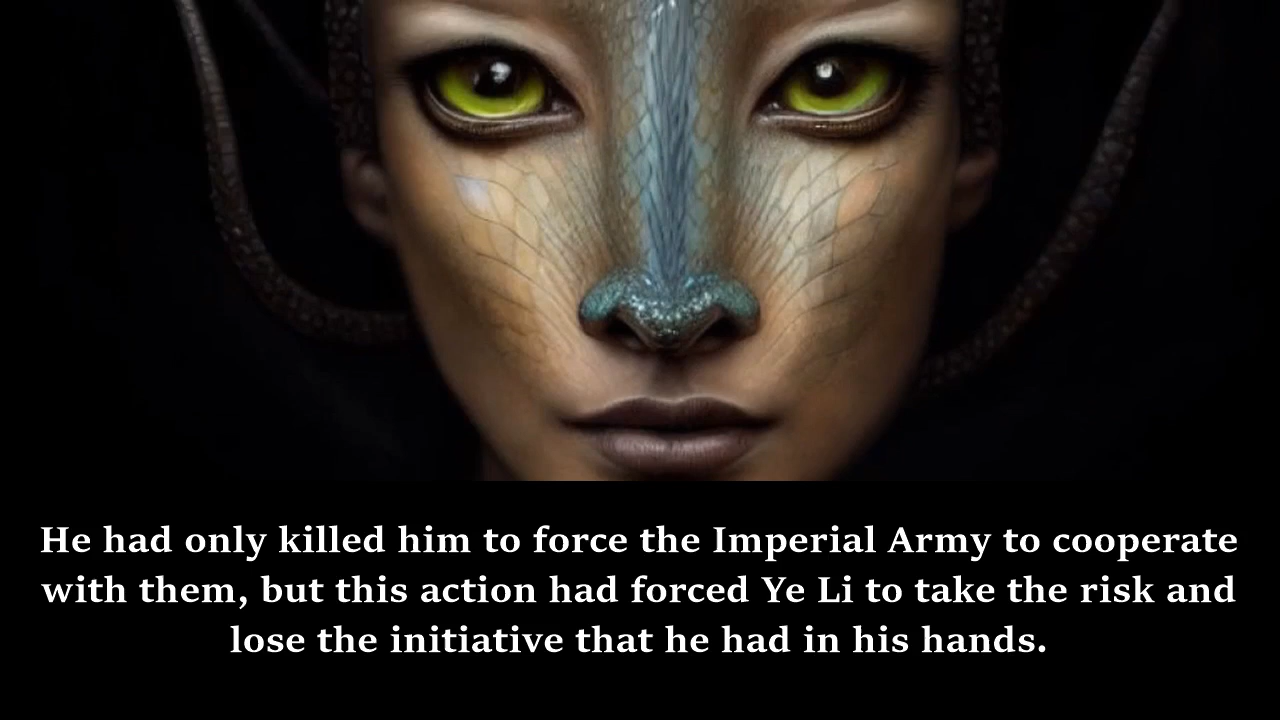 He had only killed him to force the Imperial Army to cooperate
with them, but this action had forced Ye Li to take the risk and
lose the initiative that he had in his hands.